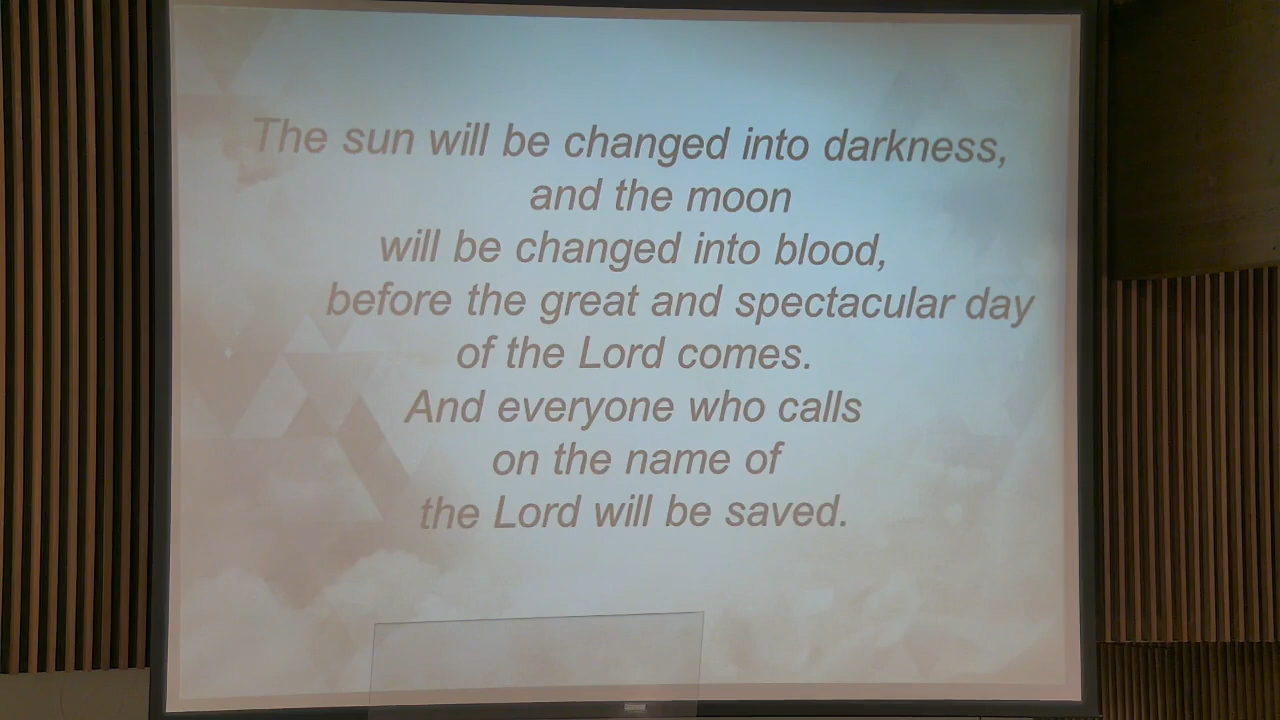 The sun will be changed into darkness,
and the moon
will be changed into blood,
before the great and spectacular day
of the Lord comes.
And everyone who calls
on the name of
the Lord will be saved.